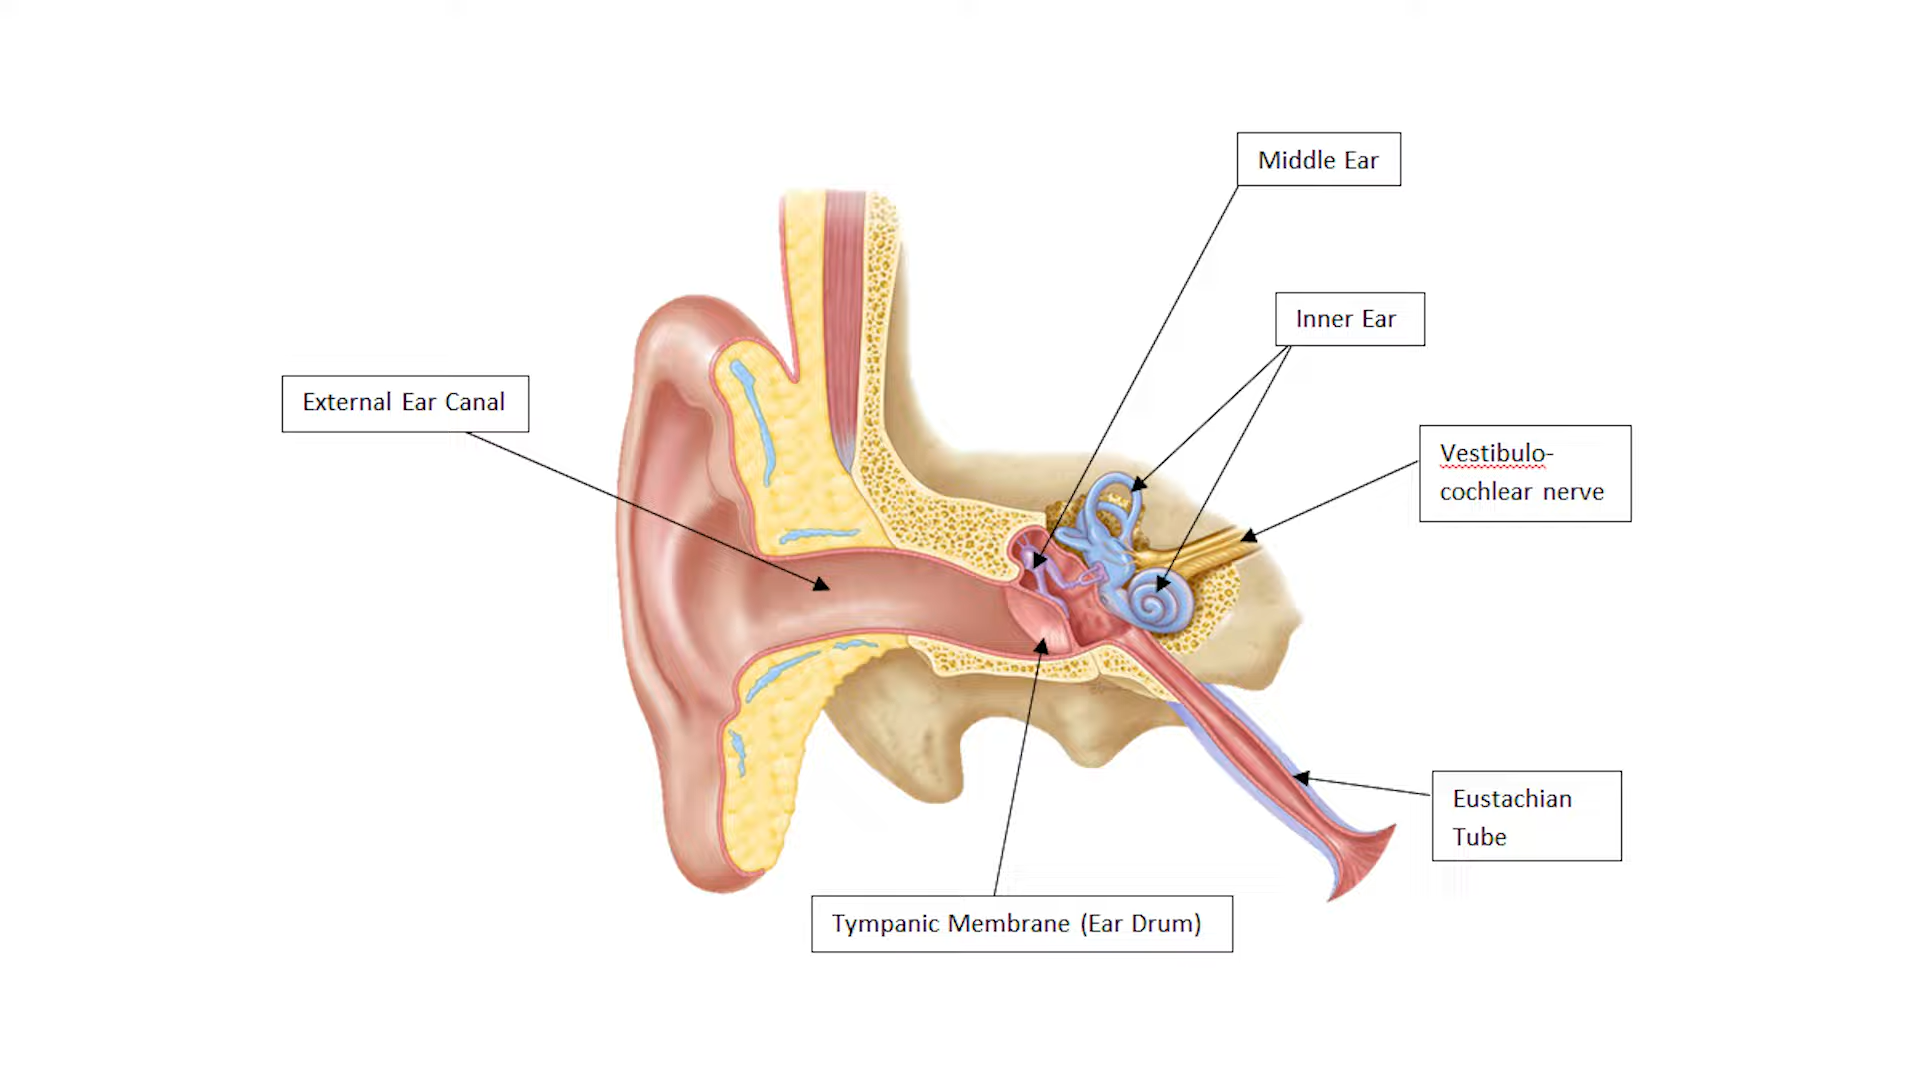 Middle Ear
Inner Ear
External Ear Canal
Vestibulo-
cochlear nerve
Eustachian
Tube
Tympanic Membrane (Ear Drum)